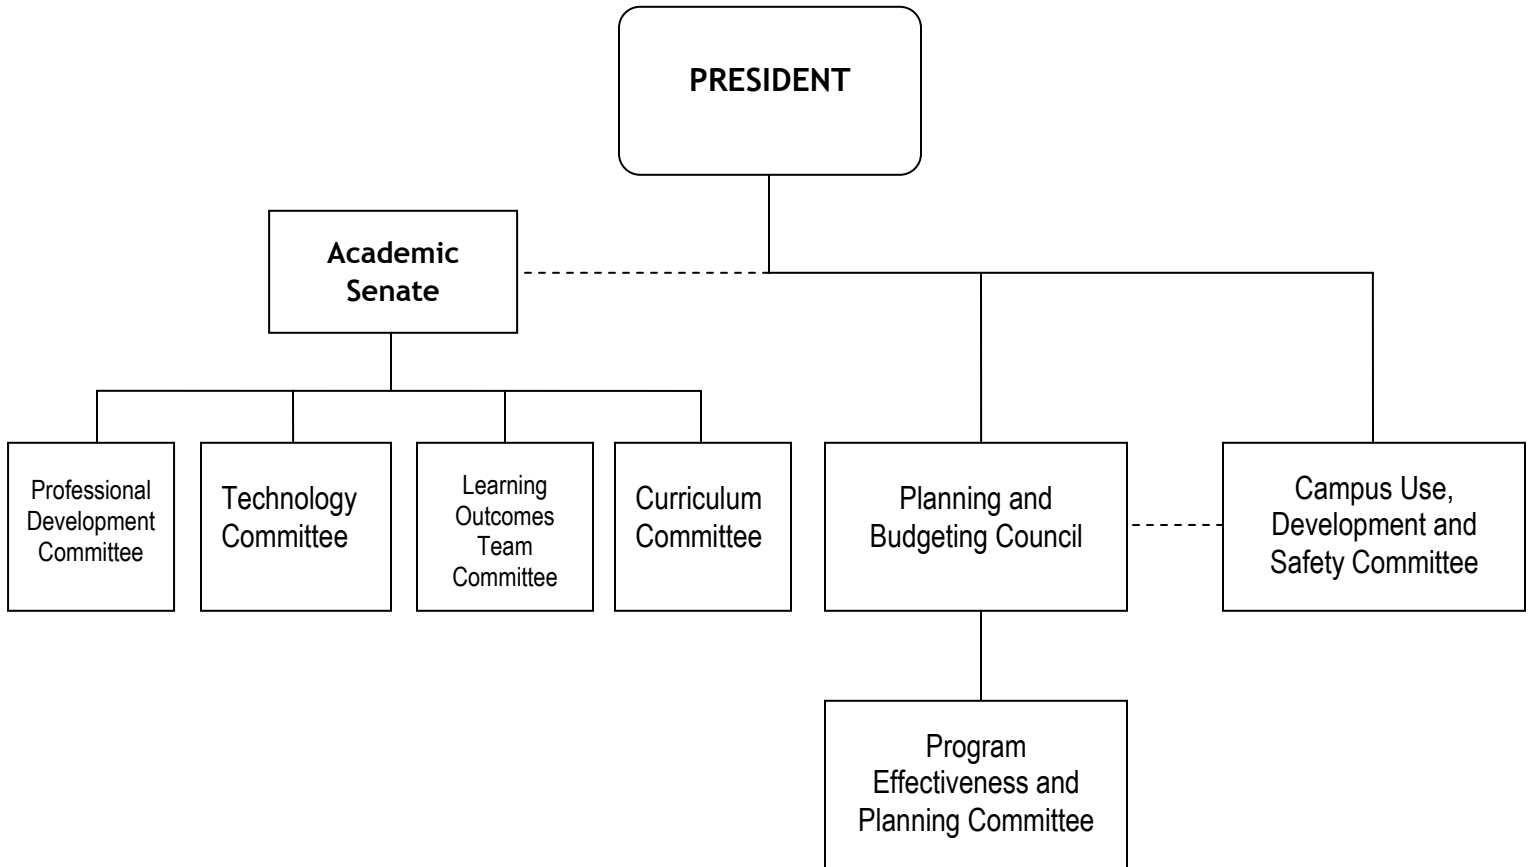 PRESIDENT
Academic
Senate
Professional
Development
Committee
Technology
Committee
Learning
Outcomes
Team
Committee
Curriculum
Committee
Planning and
Budgeting Council
Campus Use,
Development and
Safety Committee
Program
Effectiveness and
Planning Committee